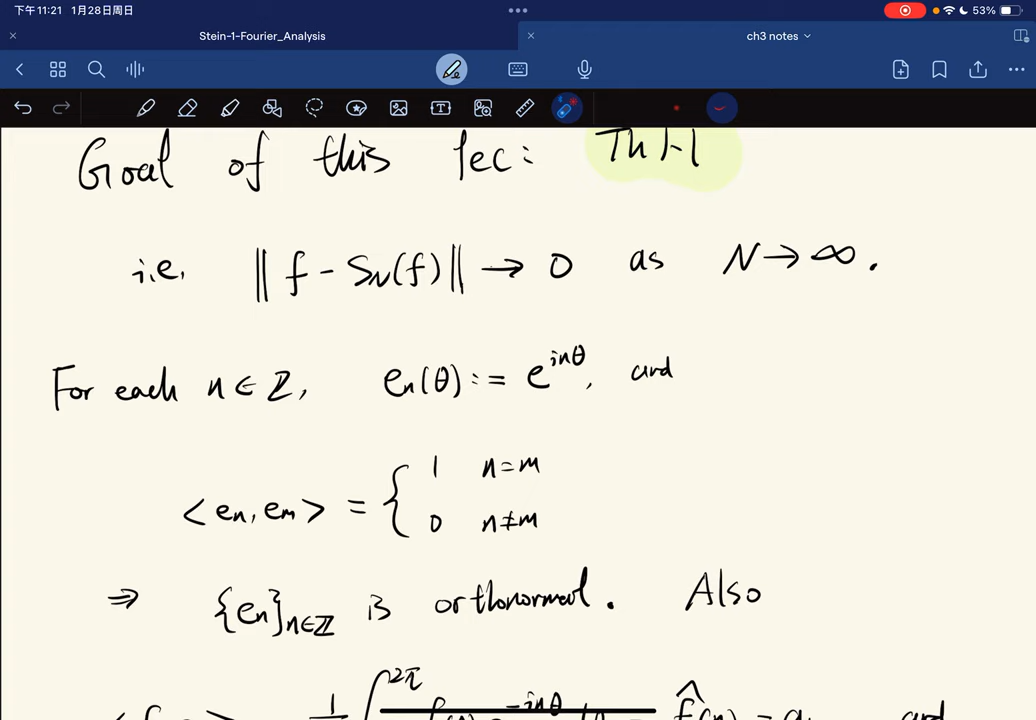 下午11:21 1月28日周日
53%
Stein-1-Fourier_Analysis
ch3 notes
Goal of this lec: Th 1.1
i.e. || f - S_N(f) || → 0 as N → ∞.
For each n ∈ ℤ, e_n(θ) := e^{inθ}, and
<e_n, e_m> = { 1 n=m
0 n≠m
⇒ {e_n}_{n∈ℤ} is orthonormal. Also